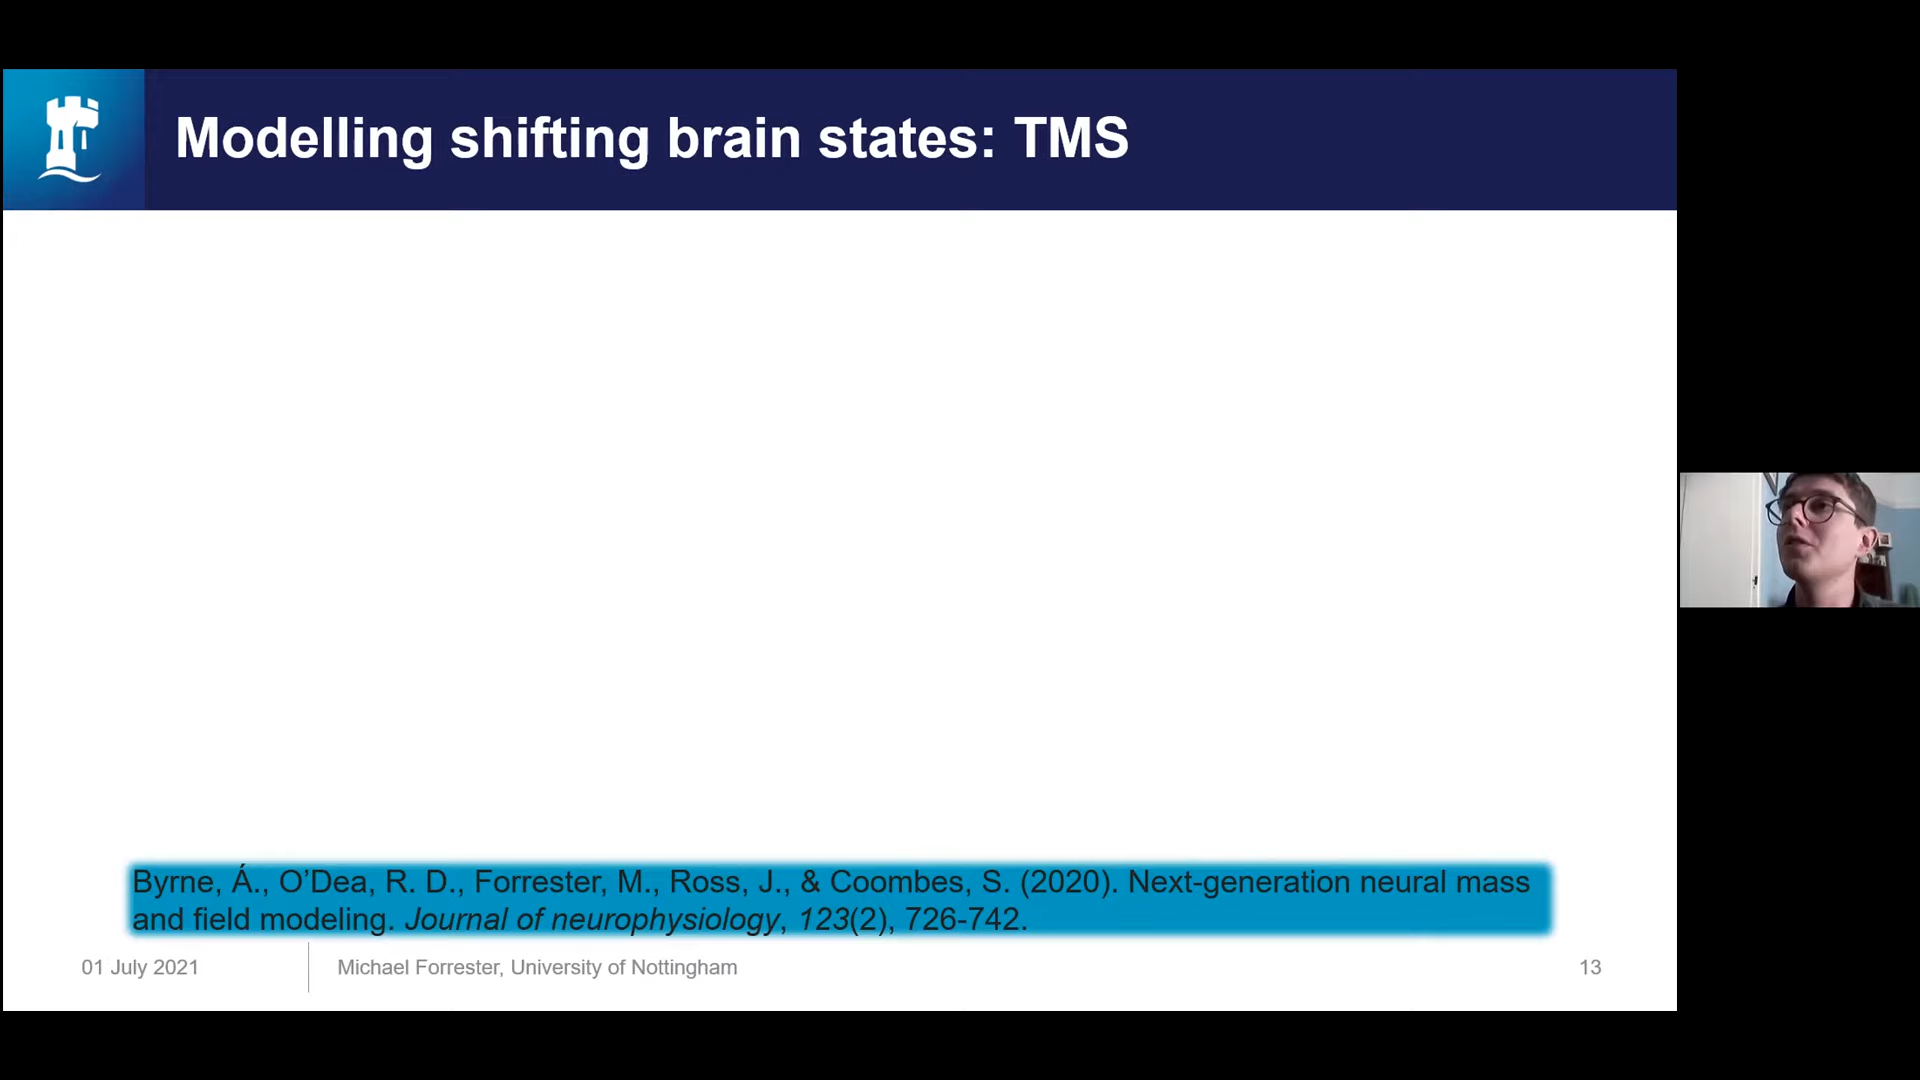 Modelling shifting brain states: TMS
Byrne, Á., O’Dea, R. D., Forrester, M., Ross, J., & Coombes, S. (2020). Next-generation neural mass
and field modeling. Journal of neurophysiology, 123(2), 726-742.
01 July 2021
Michael Forrester, University of Nottingham
13